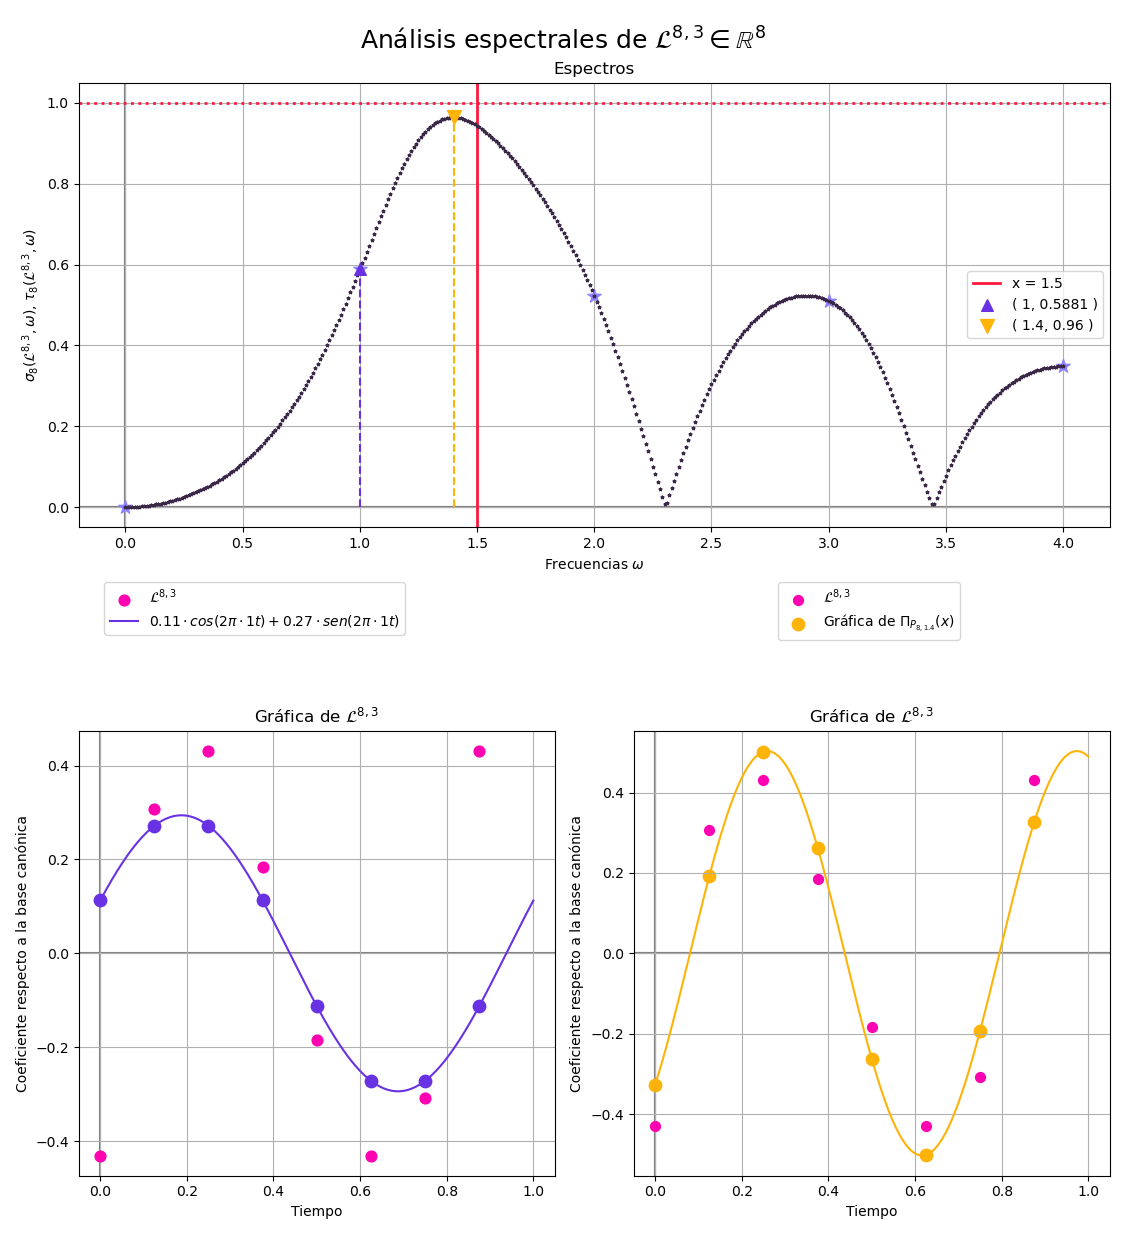 Análisis espectrales de ℒ^{8,3} ∈ ℝ^8
Espectros
σ_8(ℒ^{8,3}, ω), τ_8(ℒ^{8,3}, ω)
1.0
0.8
0.6
0.4
0.2
0.0
x = 1.5
( 1, 0.5881 )
( 1.4, 0.96 )
0.0 0.5 1.0 1.5 2.0 2.5 3.0 3.5 4.0
Frecuencias ω
ℒ^{8,3}
0.11 · cos(2π · 1t) + 0.27 · sen(2π · 1t)
ℒ^{8,3}
Gráfica de Π_{P_{8,1.4}}(x)
Gráfica de ℒ^{8,3}
Coeficiente respecto a la base canónica
0.4
0.2
0.0
−0.2
−0.4
0.0 0.2 0.4 0.6 0.8 1.0
Tiempo
Gráfica de ℒ^{8,3}
Coeficiente respecto a la base canónica
0.4
0.2
0.0
−0.2
−0.4
0.0 0.2 0.4 0.6 0.8 1.0
Tiempo